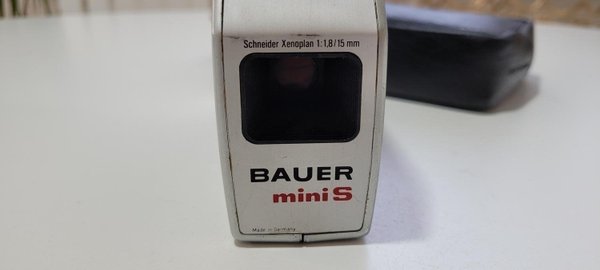 Schneider Xenoplan 1:1,8/15 mm
BAUER
mini S
Made in Germany